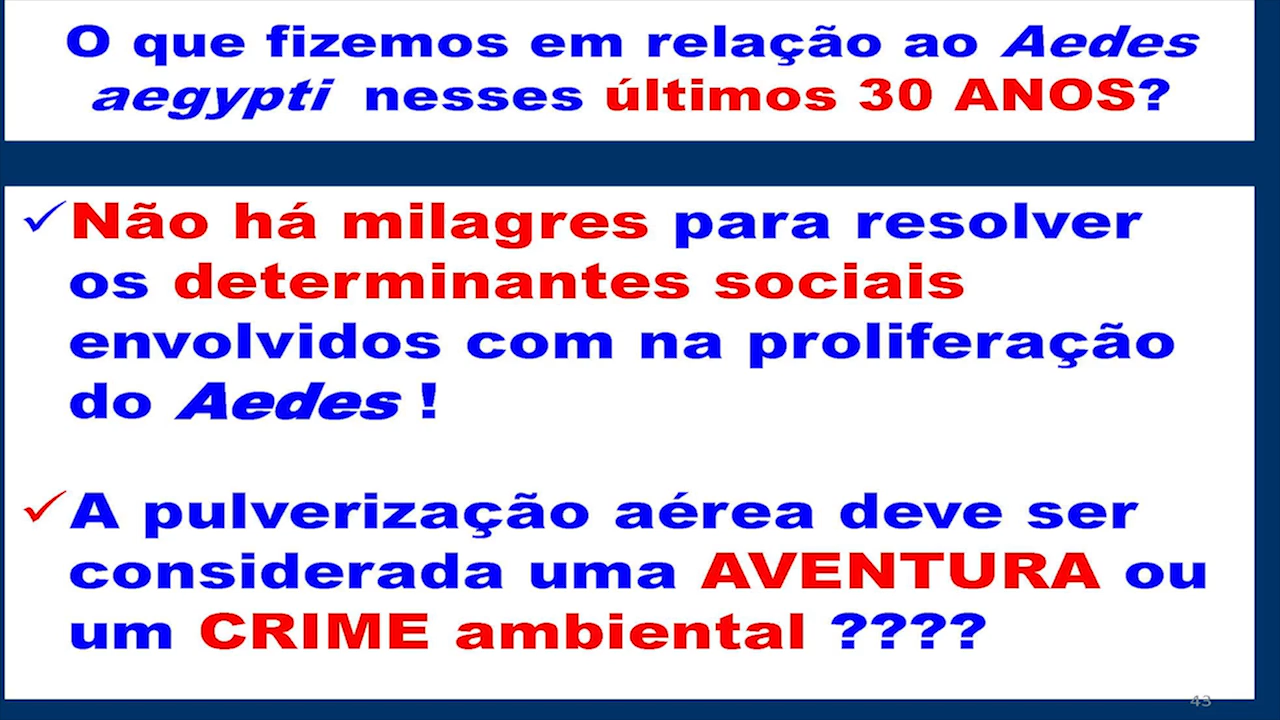 O que fizemos em relação ao Aedes
aegypti nesses últimos 30 ANOS?
✓Não há milagres para resolver
os determinantes sociais
envolvidos com na proliferação
do Aedes !
✓A pulverização aérea deve ser
considerada uma AVENTURA ou
um CRIME ambiental ????
43